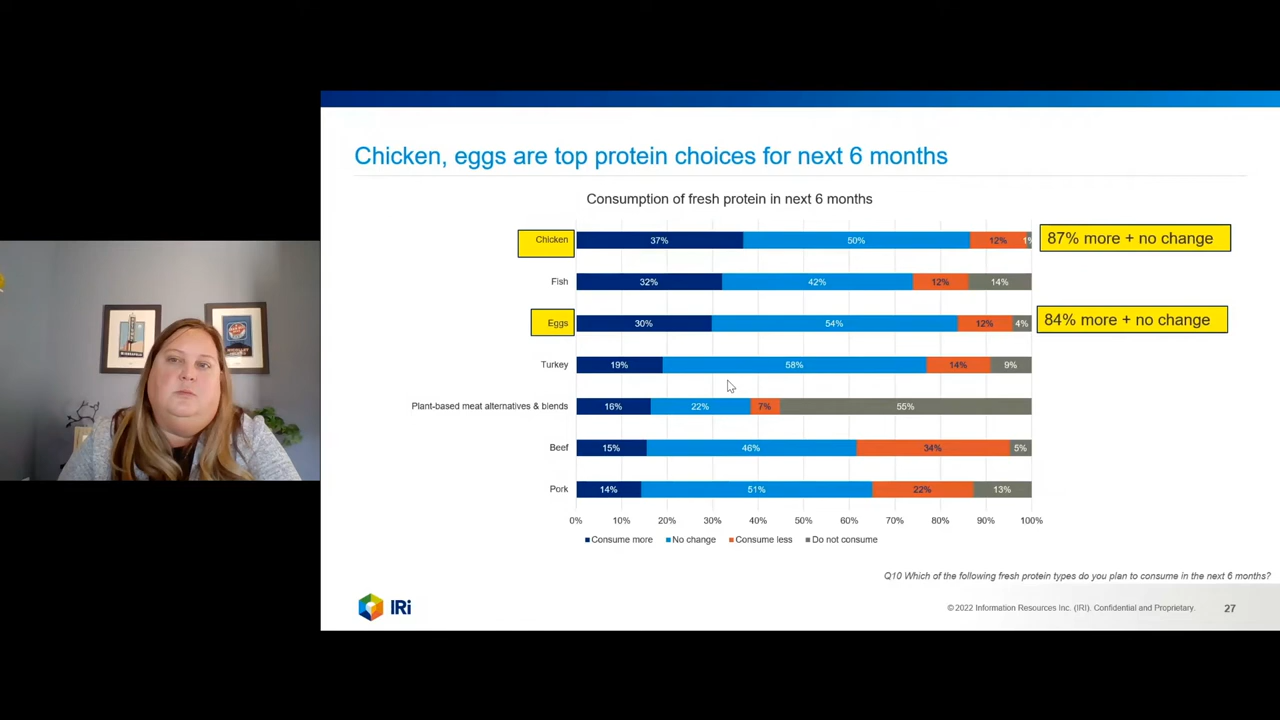 Chicken, eggs are top protein choices for next 6 months
Consumption of fresh protein in next 6 months
Chicken 37% 50% 12% 1% 87% more + no change
Fish 32% 42% 12% 14%
Eggs 30% 54% 12% 4% 84% more + no change
Turkey 19% 58% 14% 9%
Plant-based meat alternatives & blends 16% 22% 7% 55%
Beef 15% 46% 34% 5%
Pork 14% 51% 22% 13%
0% 10% 20% 30% 40% 50% 60% 70% 80% 90% 100%
Consume more No change Consume less Do not consume
Q10 Which of the following fresh protein types do you plan to consume in the next 6 months?
IRi
© 2022 Information Resources Inc. (IRI). Confidential and Proprietary. 27